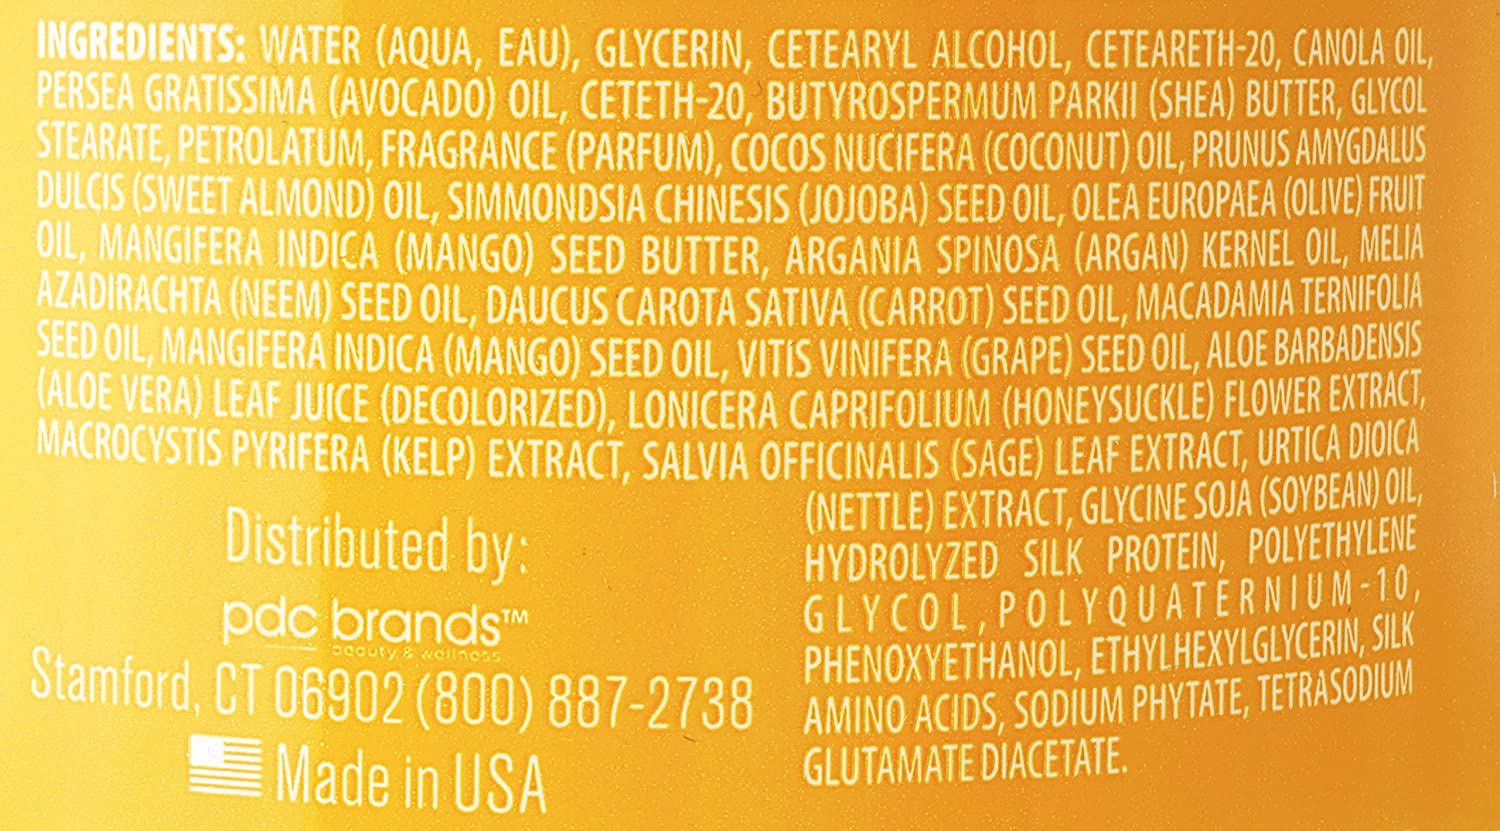 INGREDIENTS: WATER (AQUA, EAU), GLYCERIN, CETEARYL ALCOHOL, CETEARETH-20, CANOLA OIL,
PERSEA GRATISSIMA (AVOCADO) OIL, CETETH-20, BUTYROSPERMUM PARKII (SHEA) BUTTER, GLYCOL
STEARATE, PETROLATUM, FRAGRANCE (PARFUM), COCOS NUCIFERA (COCONUT) OIL, PRUNUS AMYGDALUS
DULCIS (SWEET ALMOND) OIL, SIMMONDSIA CHINESIS (JOJOBA) SEED OIL, OLEA EUROPAEA (OLIVE) FRUIT
OIL, MANGIFERA INDICA (MANGO) SEED BUTTER, ARGANIA SPINOSA (ARGAN) KERNEL OIL, MELIA
AZADIRACHTA (NEEM) SEED OIL, DAUCUS CAROTA SATIVA (CARROT) SEED OIL, MACADAMIA TERNIFOLIA
SEED OIL, MANGIFERA INDICA (MANGO) SEED OIL, VITIS VINIFERA (GRAPE) SEED OIL, ALOE BARBADENSIS
(ALOE VERA) LEAF JUICE (DECOLORIZED), LONICERA CAPRIFOLIUM (HONEYSUCKLE) FLOWER EXTRACT,
MACROCYSTIS PYRIFERA (KELP) EXTRACT, SALVIA OFFICINALIS (SAGE) LEAF EXTRACT, URTICA DIOICA
(NETTLE) EXTRACT, GLYCINE SOJA (SOYBEAN) OIL,
HYDROLYZED SILK PROTEIN, POLYETHYLENE
GLYCOL, POLYQUATERNIUM-10,
PHENOXYETHANOL, ETHYLHEXYLGLYCERIN, SILK
AMINO ACIDS, SODIUM PHYTATE, TETRASODIUM
GLUTAMATE DIACETATE.
Distributed by:
pdc brands™
beauty & wellness
Stamford, CT 06902 (800) 887-2738
Made in USA